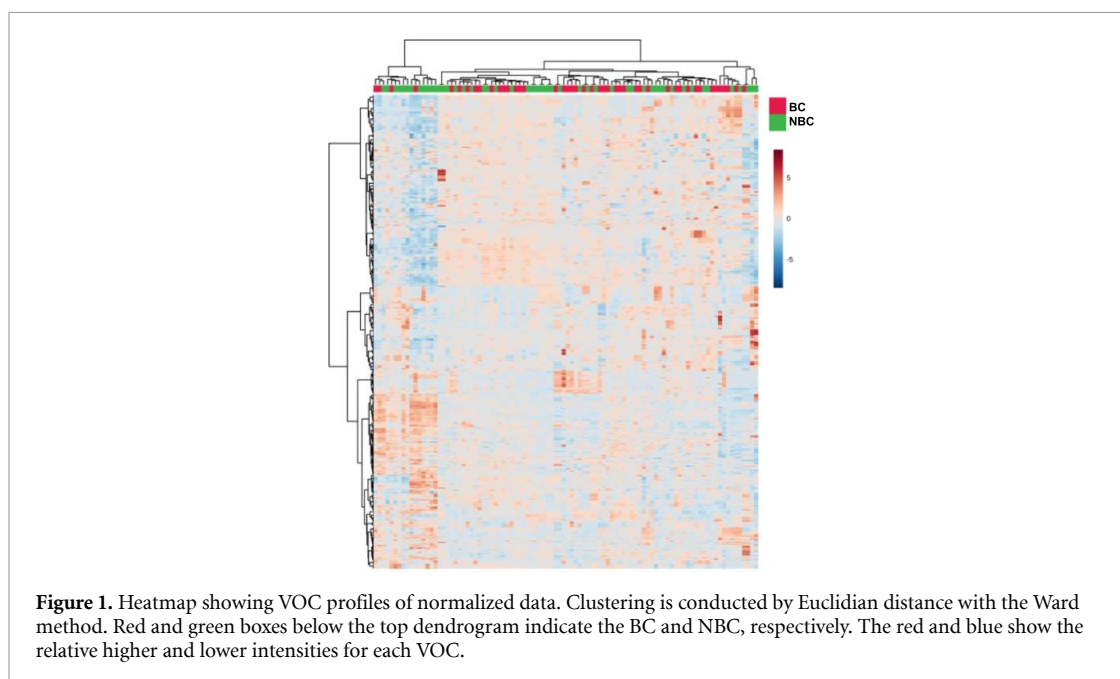 BC
NBC
5
0
-5
Figure 1. Heatmap showing VOC profiles of normalized data. Clustering is conducted by Euclidian distance with the Ward
method. Red and green boxes below the top dendrogram indicate the BC and NBC, respectively. The red and blue show the
relative higher and lower intensities for each VOC.